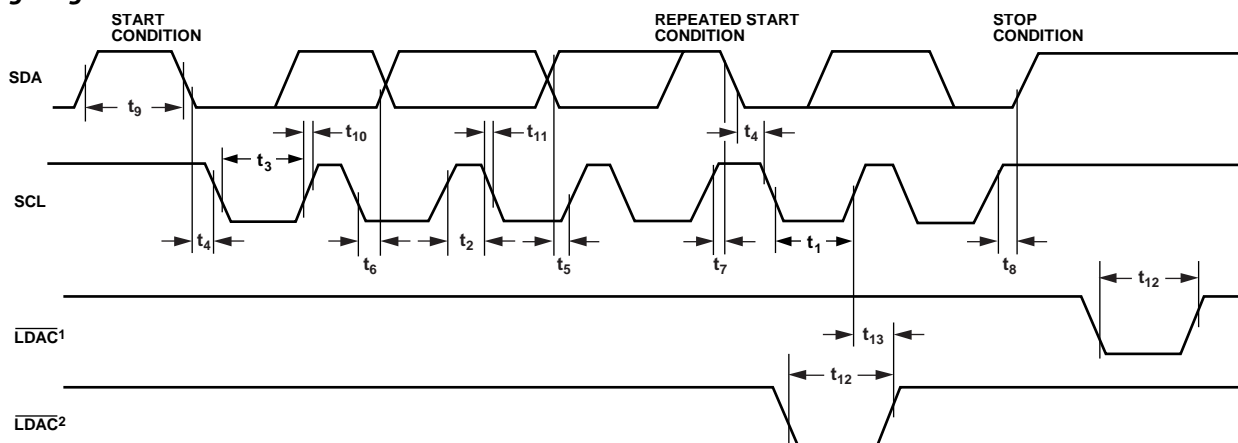 START
CONDITION
REPEATED START
CONDITION
STOP
CONDITION
SDA
t9
t10
t11
t4
t3
SCL
t4
t6
t2
t5
t7
t1
t8
t12
LDAC1
t13
t12
LDAC2